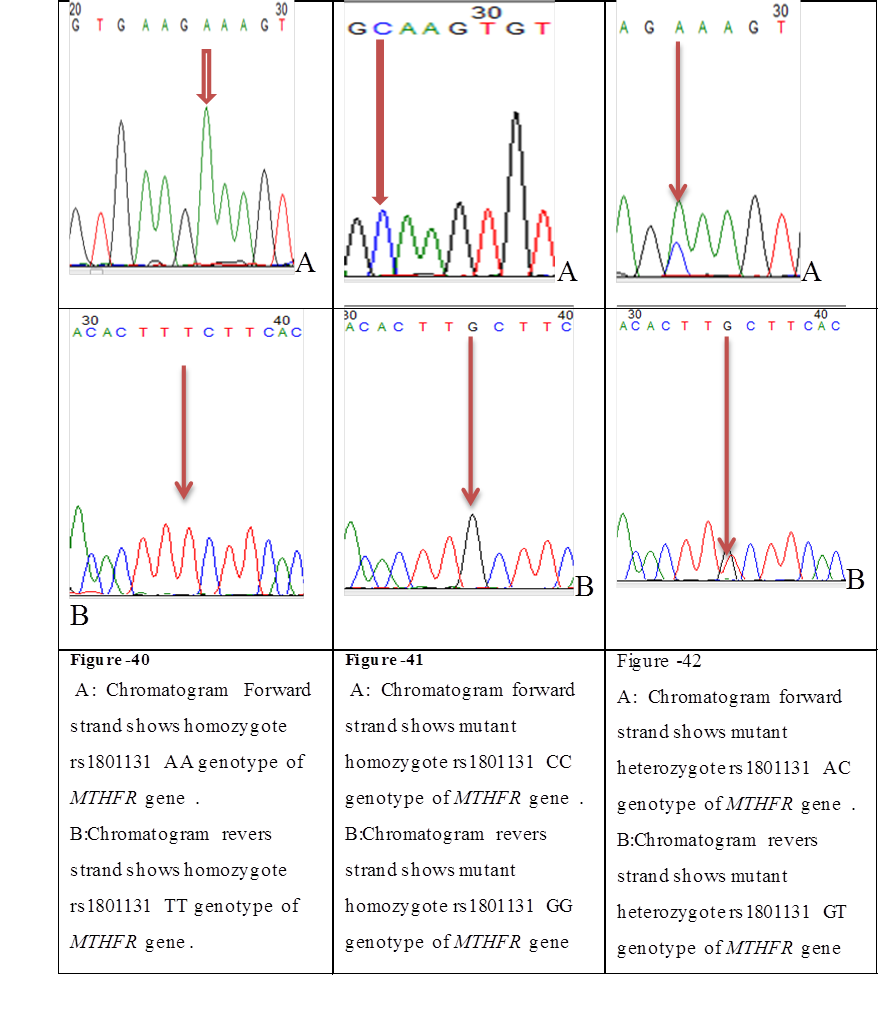 20 30
G T G A A G A A A G T
A
30
G C A A G T G T
A
30
A G A A A G T
A
30 40
A C A C T T T C T T C A C
B
30 40
A C A C T T G C T T C
B
30 40
A C A C T T G C T T C A C
B
Figure -40
A: Chromatogram Forward
strand shows homozygote
rs1801131 AA genotype of
MTHFR gene .
B:Chromatogram revers
strand shows homozygote
rs1801131 TT genotype of
MTHFR gene .
Figure -41
A: Chromatogram forward
strand shows mutant
homozygote rs1801131 CC
genotype of MTHFR gene .
B:Chromatogram revers
strand shows mutant
homozygote rs1801131 GG
genotype of MTHFR gene
Figure -42
A: Chromatogram forward
strand shows mutant
heterozygote rs1801131 AC
genotype of MTHFR gene .
B:Chromatogram revers
strand shows mutant
heterozygote rs1801131 GT
genotype of MTHFR gene